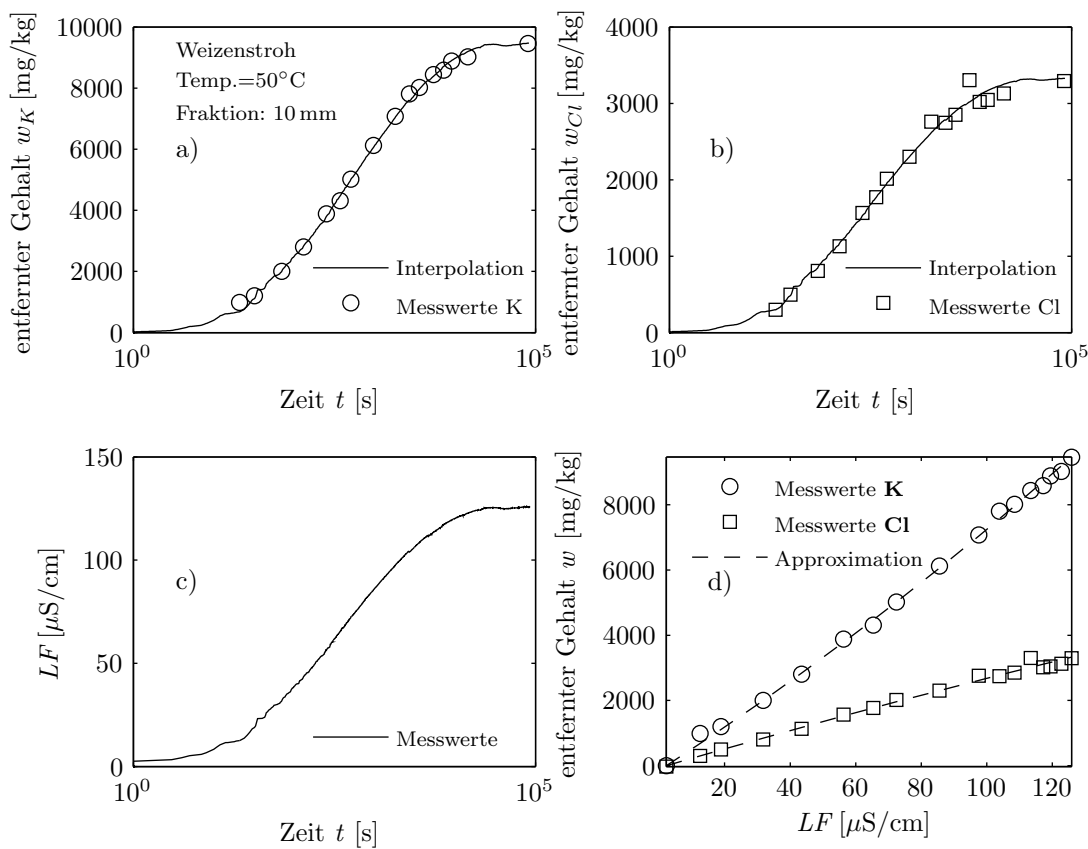 entfernter Gehalt w_K [mg/kg]
10000
8000
6000
4000
2000
0
Weizenstroh
Temp.=50°C
Fraktion: 10 mm
a)
Interpolation
Messwerte K
10^0
10^5
Zeit t [s]
entfernter Gehalt w_Cl [mg/kg]
4000
3000
2000
1000
0
b)
Interpolation
Messwerte Cl
10^0
10^5
Zeit t [s]
LF [µS/cm]
150
100
50
0
c)
Messwerte
10^0
10^5
Zeit t [s]
entfernter Gehalt w [mg/kg]
8000
6000
4000
2000
0
Messwerte K
Messwerte Cl
Approximation
d)
20
40
60
80
100
120
LF [µS/cm]